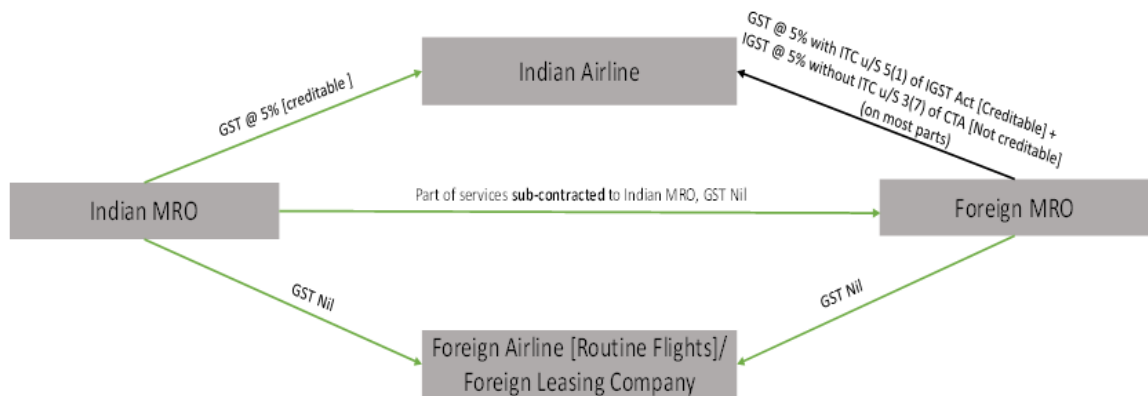 GST @ 5% with ITC u/S 5(1) of IGST Act [Creditable] +
IGST @ 5% without ITC u/S 3(7) of CTA [Not creditable]
(on most parts)
Indian Airline
GST @ 5% [creditable ]
Indian MRO
Part of services sub-contracted to Indian MRO, GST Nil
Foreign MRO
GST Nil
GST Nil
Foreign Airline [Routine Flights]/
Foreign Leasing Company